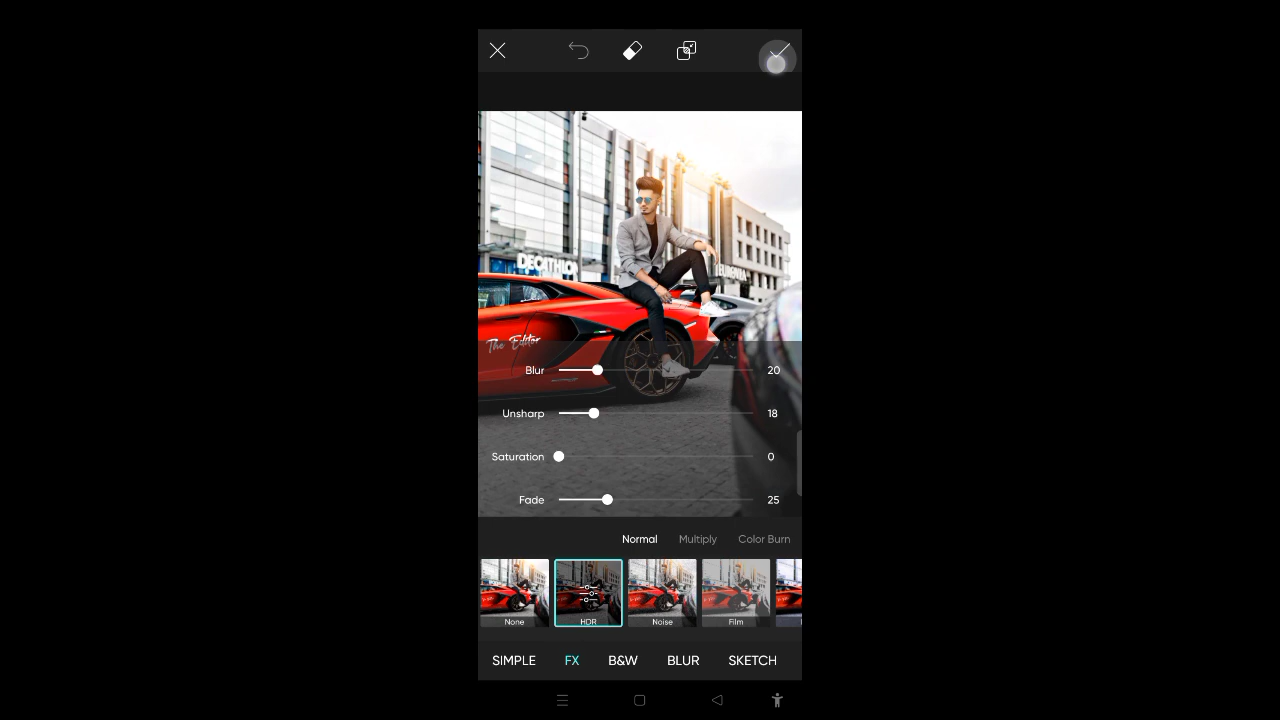 DECATHLON
The Editor
Blur 20
Unsharp 18
Saturation 0
Fade 25
Normal Multiply Color Burn
None HDR Noise Film
SIMPLE FX B&W BLUR SKETCH